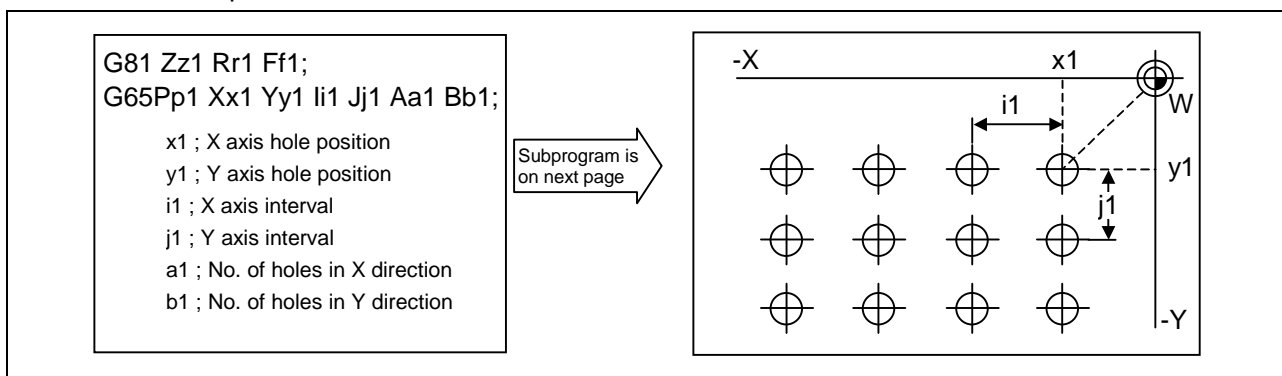 G81 Zz1 Rr1 Ff1;
G65Pp1 Xx1 Yy1 Ii1 Jj1 Aa1 Bb1;
x1 ; X axis hole position
y1 ; Y axis hole position
i1 ; X axis interval
j1 ; Y axis interval
a1 ; No. of holes in X direction
b1 ; No. of holes in Y direction
Subprogram is
on next page
-X
x1
W
i1
y1
j1
-Y